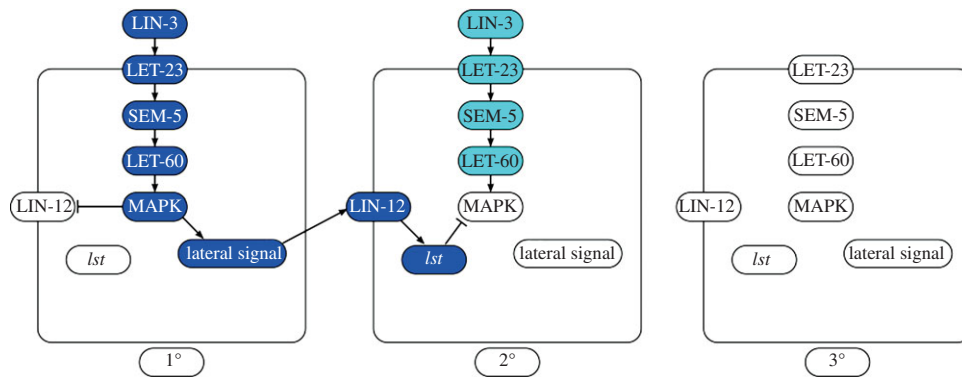 LIN-3
LET-23
SEM-5
LET-60
LIN-12
MAPK
lst
lateral signal
1°
LIN-3
LET-23
SEM-5
LET-60
LIN-12
MAPK
lst
lateral signal
2°
LET-23
SEM-5
LET-60
LIN-12
MAPK
lst
lateral signal
3°